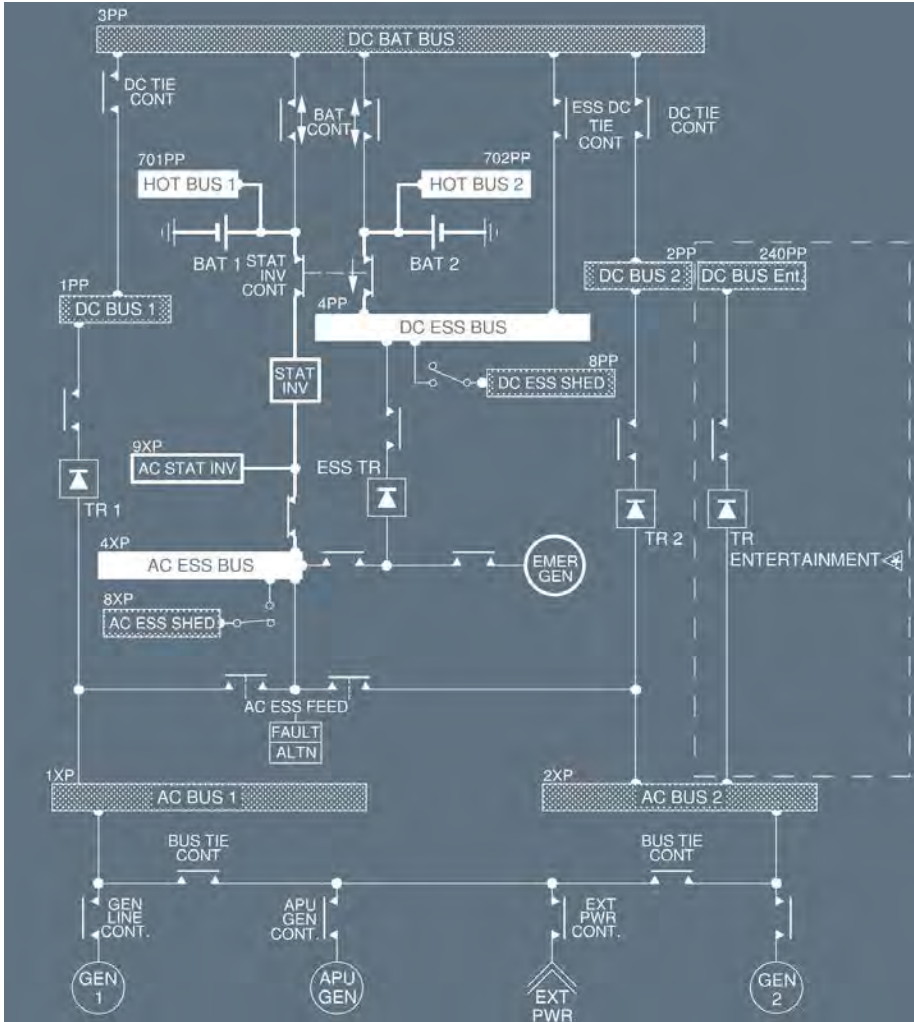 3PP
DC BAT BUS
DC TIE
CONT
BAT
CONT
ESS DC
TIE
CONT
DC TIE
CONT
701PP
HOT BUS 1
702PP
HOT BUS 2
BAT 1
STAT
INV
CONT
BAT 2
1PP
DC BUS 1
4PP
DC ESS BUS
2PP
DC BUS 2
240PP
DC BUS Ent.
STAT
INV
8PP
DC ESS SHED
9XP
AC STAT INV
ESS TR
TR 1
TR 2
TR
ENTERTAINMENT
4XP
AC ESS BUS
EMER
GEN
8XP
AC ESS SHED
AC ESS FEED
FAULT
ALTN
1XP
AC BUS 1
2XP
AC BUS 2
BUS TIE
CONT
BUS TIE
CONT
GEN
LINE
CONT.
APU
GEN
CONT.
EXT
PWR
CONT.
GEN
1
APU
GEN
EXT
PWR
GEN
2